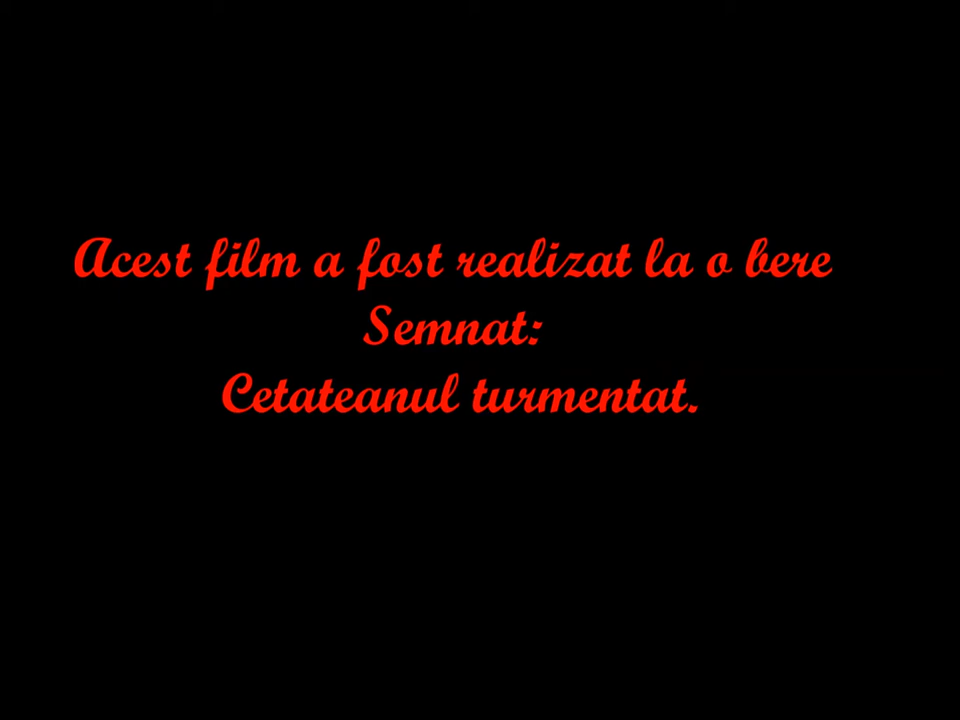 Acest film a fost realizat la o bere
Semnat:
Cetateanul turmentat.